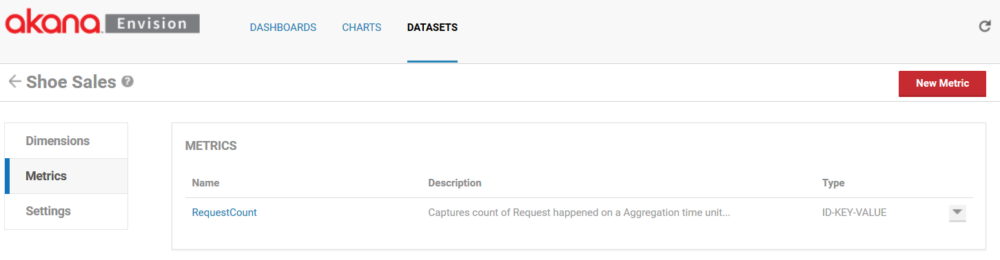 akana Envision DASHBOARDS CHARTS DATASETS
Shoe Sales ? New Metric
Dimensions
Metrics
Settings
METRICS
Name Description Type
RequestCount Captures count of Request happened on a Aggregation time unit... ID-KEY-VALUE